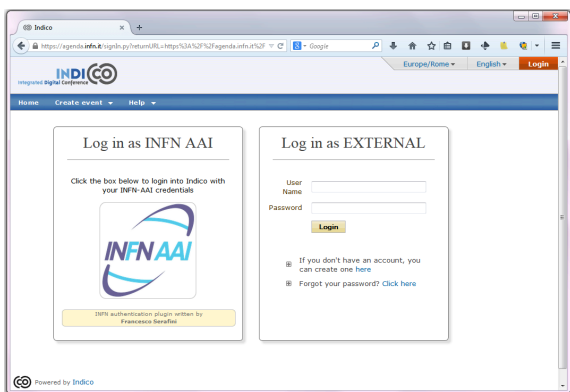 Indico
https://agenda.infn.it/signIn.py?returnURL=https%3A%2F%2Fagenda.infn.it%2F
Google
Europe/Rome
English
Login
INDICO
Integrated Digital Conference
Home Create event Help
Log in as INFN AAI
Click the box below to login into Indico with
your INFN-AAI credentials
INFN AAI
INFN authentication plugin written by
Francesco Serafini
Log in as EXTERNAL
User
Name
Password
Login
If you don't have an account, you
can create one here
Forgot your password? Click here
Powered by Indico